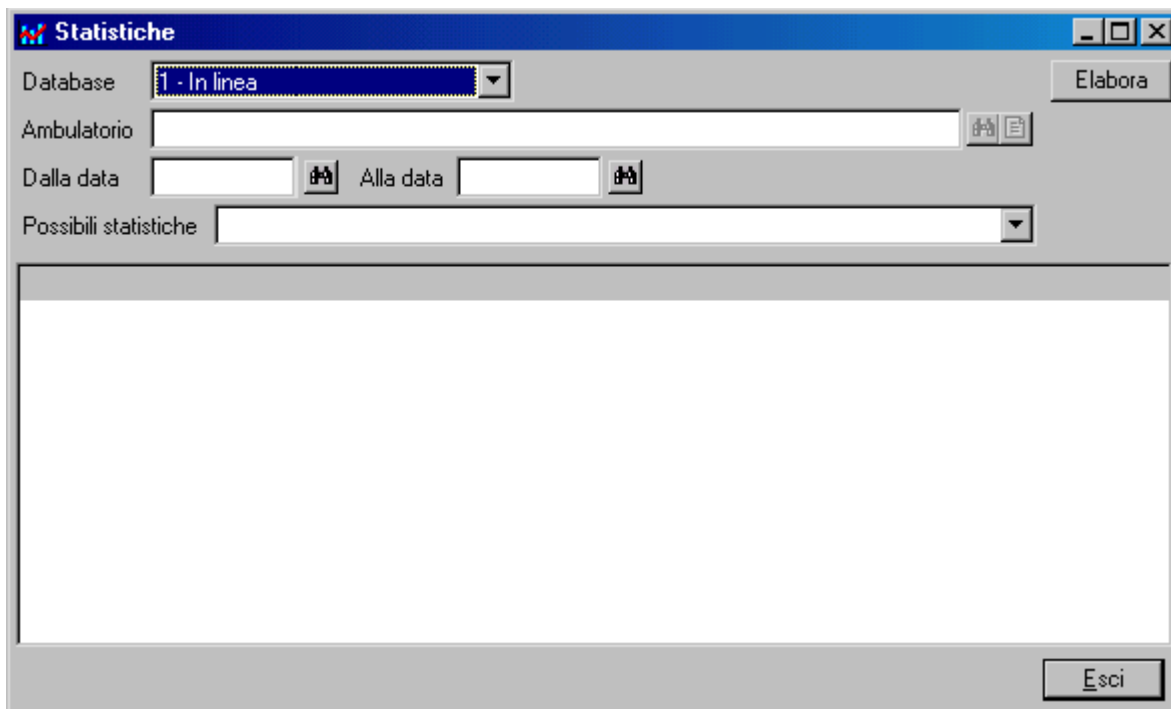 Statistiche
Database 1 - In linea Elabora
Ambulatorio
Dalla data Alla data
Possibili statistiche
Esci